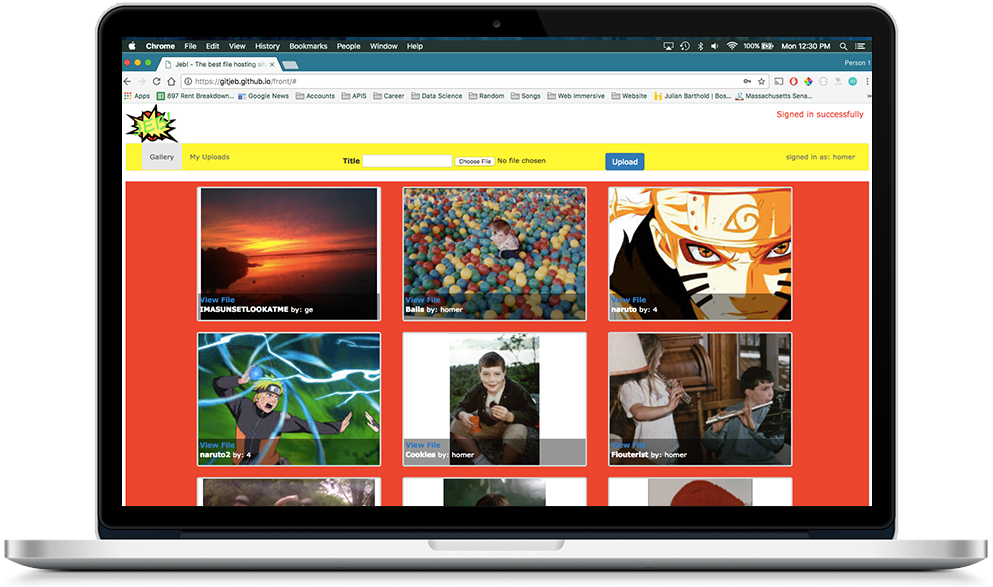 Chrome File Edit View History Bookmarks People Window Help 100% Mon 12:30 PM
Jeb! - The best file hosting sit Person 1
https://gitjeb.github.io/front/#
Apps 897 Rent Breakdown... Google News Accounts APIS Career Data Science Random Songs Web Immersive Website Julian Barthold | Bos... Massachusetts Sena... »
Signed in successfully
Gallery My Uploads Title Choose File No file chosen Upload signed in as: homer
View File View File View File
IMASUNSETLOOKATME by: ge Balls by: homer naruto by: 4
View File View File View File
naruto2 by: 4 Cookies by: homer Flouterist by: homer